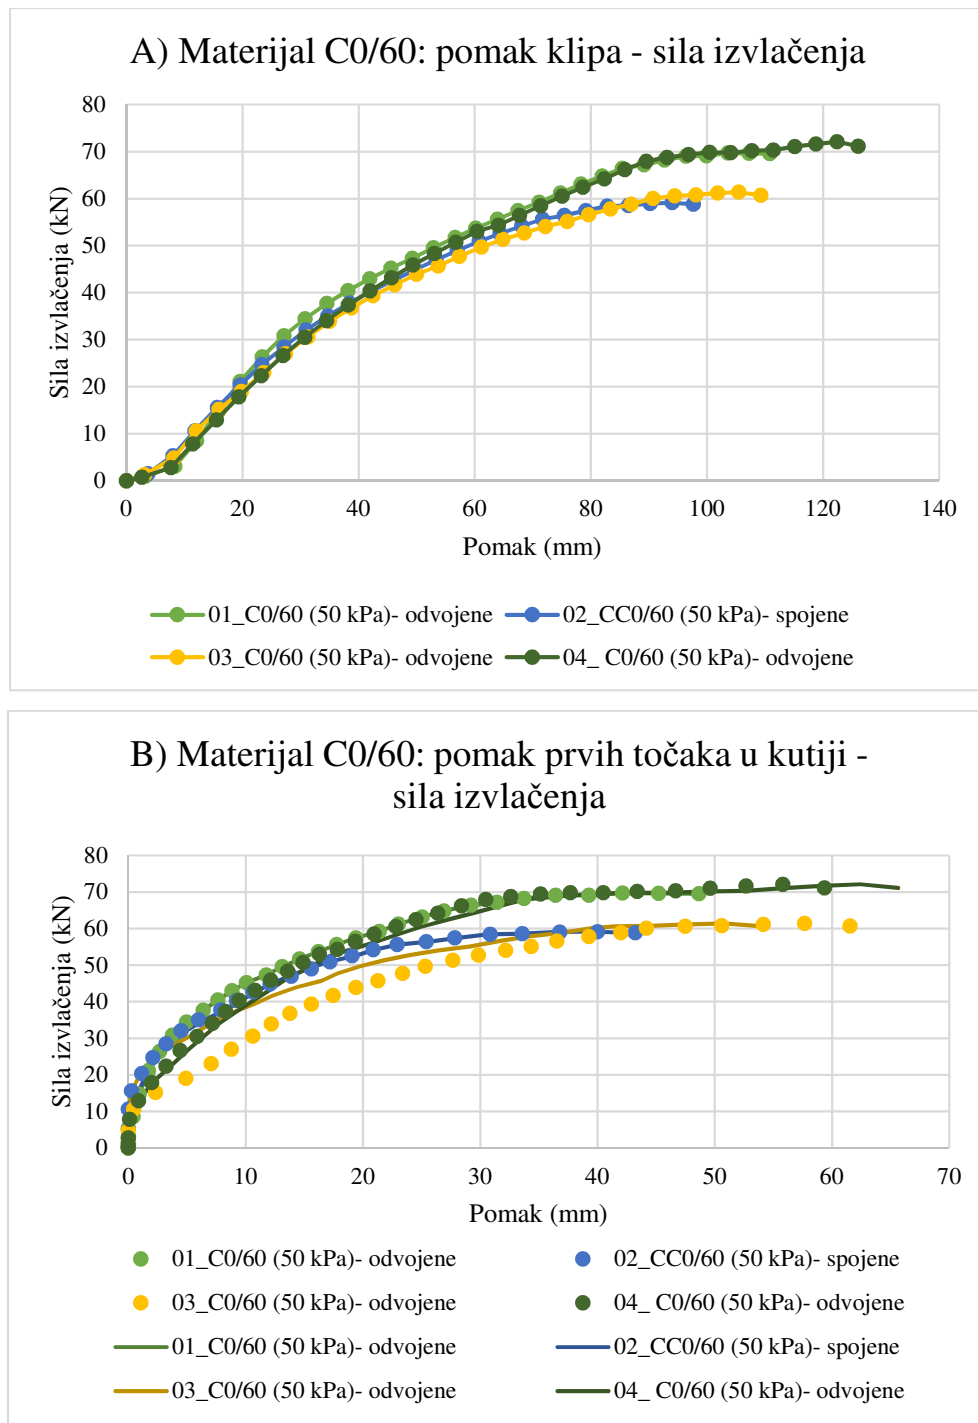 A) Materijal C0/60: pomak klipa - sila izvlačenja
80
70
60
50
40
30
20
10
0
Sila izvlačenja (kN)
0 20 40 60 80 100 120 140
Pomak (mm)
01_C0/60 (50 kPa)- odvojene 02_CC0/60 (50 kPa)- spojene
03_C0/60 (50 kPa)- odvojene 04_ C0/60 (50 kPa)- odvojene
B) Materijal C0/60: pomak prvih točaka u kutiji -
sila izvlačenja
80
70
60
50
40
30
20
10
0
Sila izvlačenja (kN)
0 10 20 30 40 50 60 70
Pomak (mm)
01_C0/60 (50 kPa)- odvojene 02_CC0/60 (50 kPa)- spojene
03_C0/60 (50 kPa)- odvojene 04_ C0/60 (50 kPa)- odvojene
01_C0/60 (50 kPa)- odvojene 02_CC0/60 (50 kPa)- spojene
03_C0/60 (50 kPa)- odvojene 04_ C0/60 (50 kPa)- odvojene